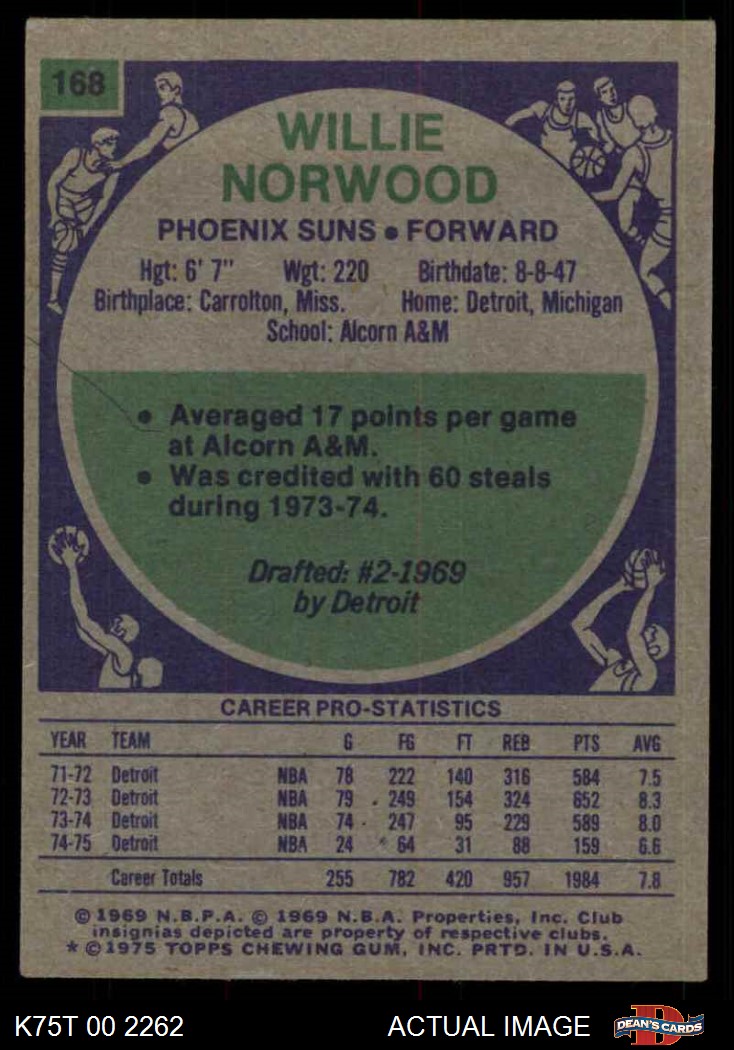 168
WILLIE
NORWOOD
PHOENIX SUNS • FORWARD
Hgt: 6' 7" Wgt: 220 Birthdate: 8-8-47
Birthplace: Carrolton, Miss. Home: Detroit, Michigan
School: Alcorn A&M
• Averaged 17 points per game
at Alcorn A&M.
• Was credited with 60 steals
during 1973-74.
Drafted: #2-1969
by Detroit
CAREER PRO-STATISTICS
YEAR TEAM G FG FT REB PTS AVG
71-72 Detroit NBA 78 222 140 316 584 7.5
72-73 Detroit NBA 79 249 154 324 652 8.3
73-74 Detroit NBA 74 247 95 229 589 8.0
74-75 Detroit NBA 24 64 31 88 159 6.6
Career Totals 255 782 420 957 1984 7.8
© 1969 N.B.P.A. © 1969 N.B.A. Properties, Inc. Club
insignias depicted are property of respective clubs.
* © 1975 TOPPS CHEWING GUM, INC. PRTD. IN U.S.A.
K75T 00 2262 ACTUAL IMAGE
D
DEAN'S CARDS